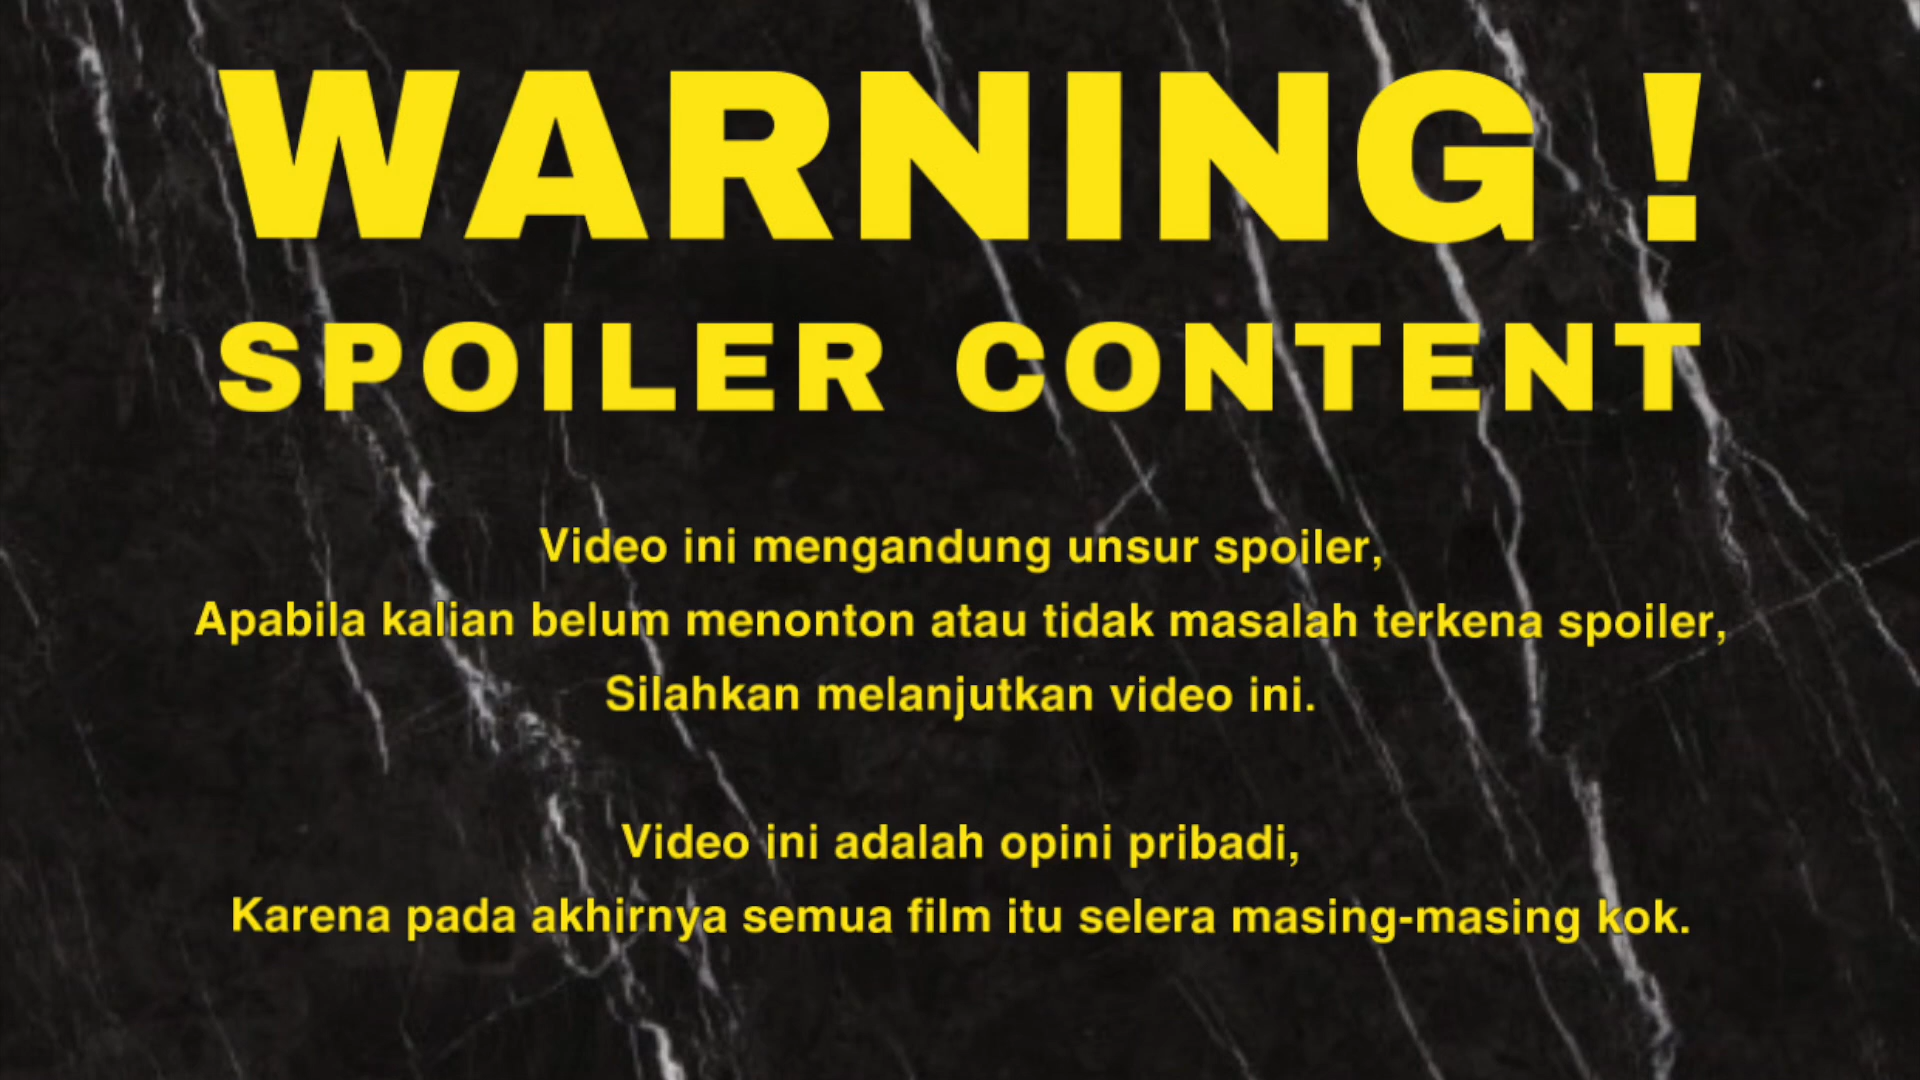 WARNING !
SPOILER CONTENT
Video ini mengandung unsur spoiler,
Apabila kalian belum menonton atau tidak masalah terkena spoiler,
Silahkan melanjutkan video ini.
Video ini adalah opini pribadi,
Karena pada akhirnya semua film itu selera masing-masing kok.